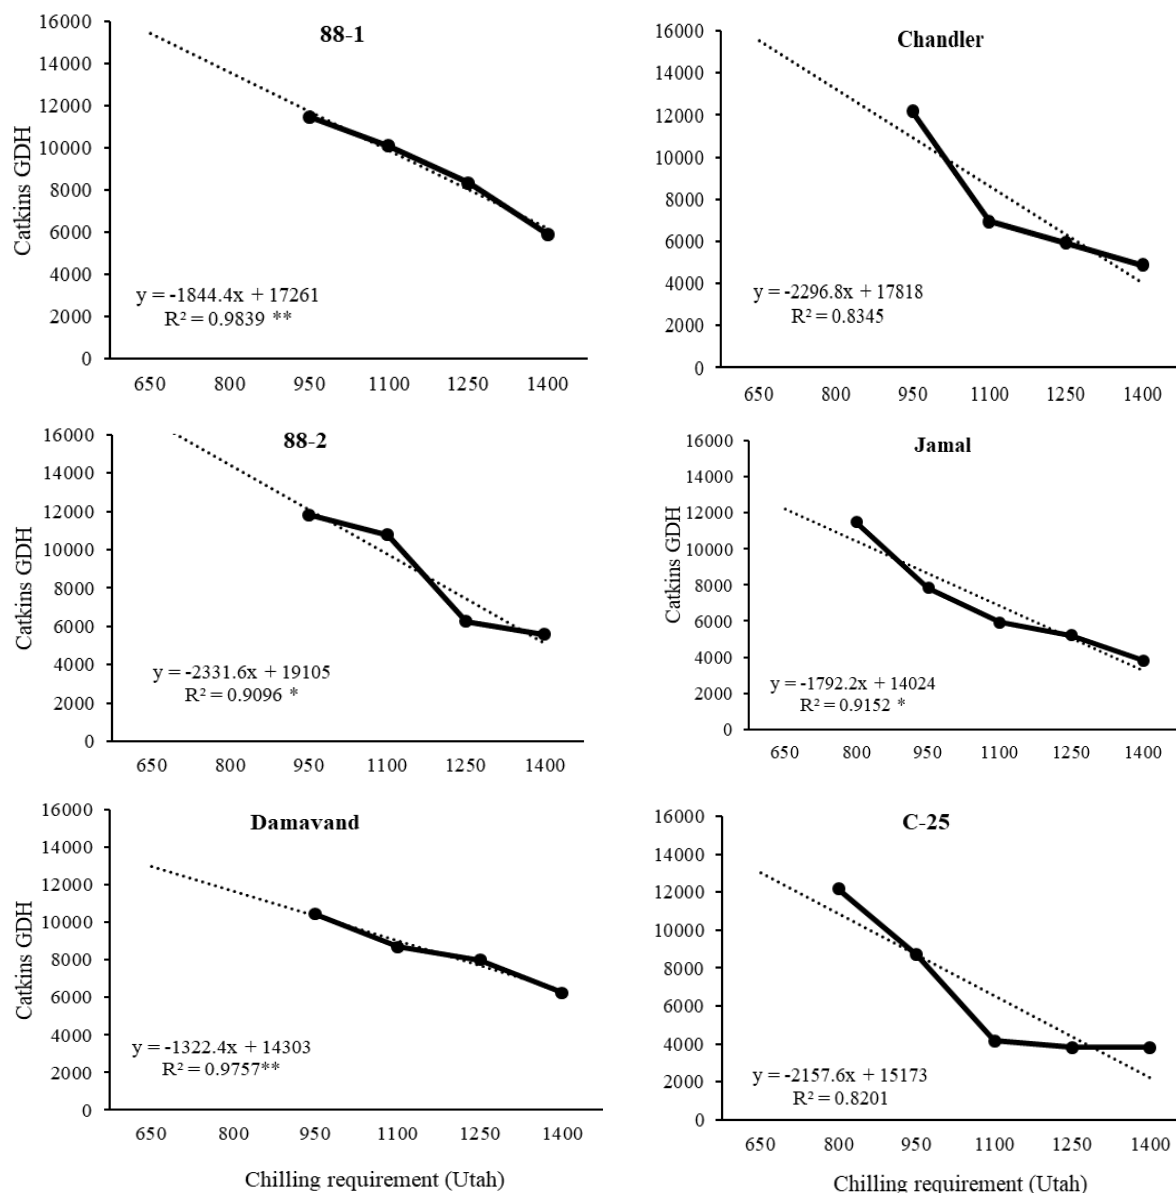 88-1
Catkins GDH
16000
14000
12000
10000
8000
6000
4000
2000
0
y = -1844.4x + 17261
R² = 0.9839 **
650 800 950 1100 1250 1400
Chandler
16000
14000
12000
10000
8000
6000
4000
2000
0
y = -2296.8x + 17818
R² = 0.8345
650 800 950 1100 1250 1400
88-2
Catkins GDH
16000
14000
12000
10000
8000
6000
4000
2000
0
y = -2331.6x + 19105
R² = 0.9096 *
650 800 950 1100 1250 1400
Jamal
Catkins GDH
16000
14000
12000
10000
8000
6000
4000
2000
0
y = -1792.2x + 14024
R² = 0.9152 *
650 800 950 1100 1250 1400
Damavand
Catkins GDH
16000
14000
12000
10000
8000
6000
4000
2000
0
y = -1322.4x + 14303
R² = 0.9757**
650 800 950 1100 1250 1400
Chilling requirement (Utah)
C-25
16000
14000
12000
10000
8000
6000
4000
2000
0
y = -2157.6x + 15173
R² = 0.8201
650 800 950 1100 1250 1400
Chilling requirement (Utah)